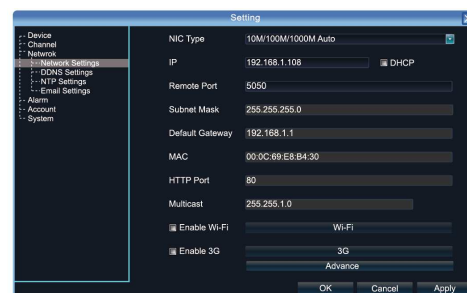 Setting
Device
Channel
Netwrok
Network Settings
DDNS Settings
NTP Settings
Email Settings
Alarm
Account
System
NIC Type 10M/100M/1000M Auto
IP 192.168.1.108 DHCP
Remote Port 5050
Subnet Mask 255.255.255.0
Default Gateway 192.168.1.1
MAC 00:0C:69:E8:B4:30
HTTP Port 80
Multicast 255.255.1.0
Enable Wi-Fi Wi-Fi
Enable 3G 3G
Advance
OK Cancel Apply